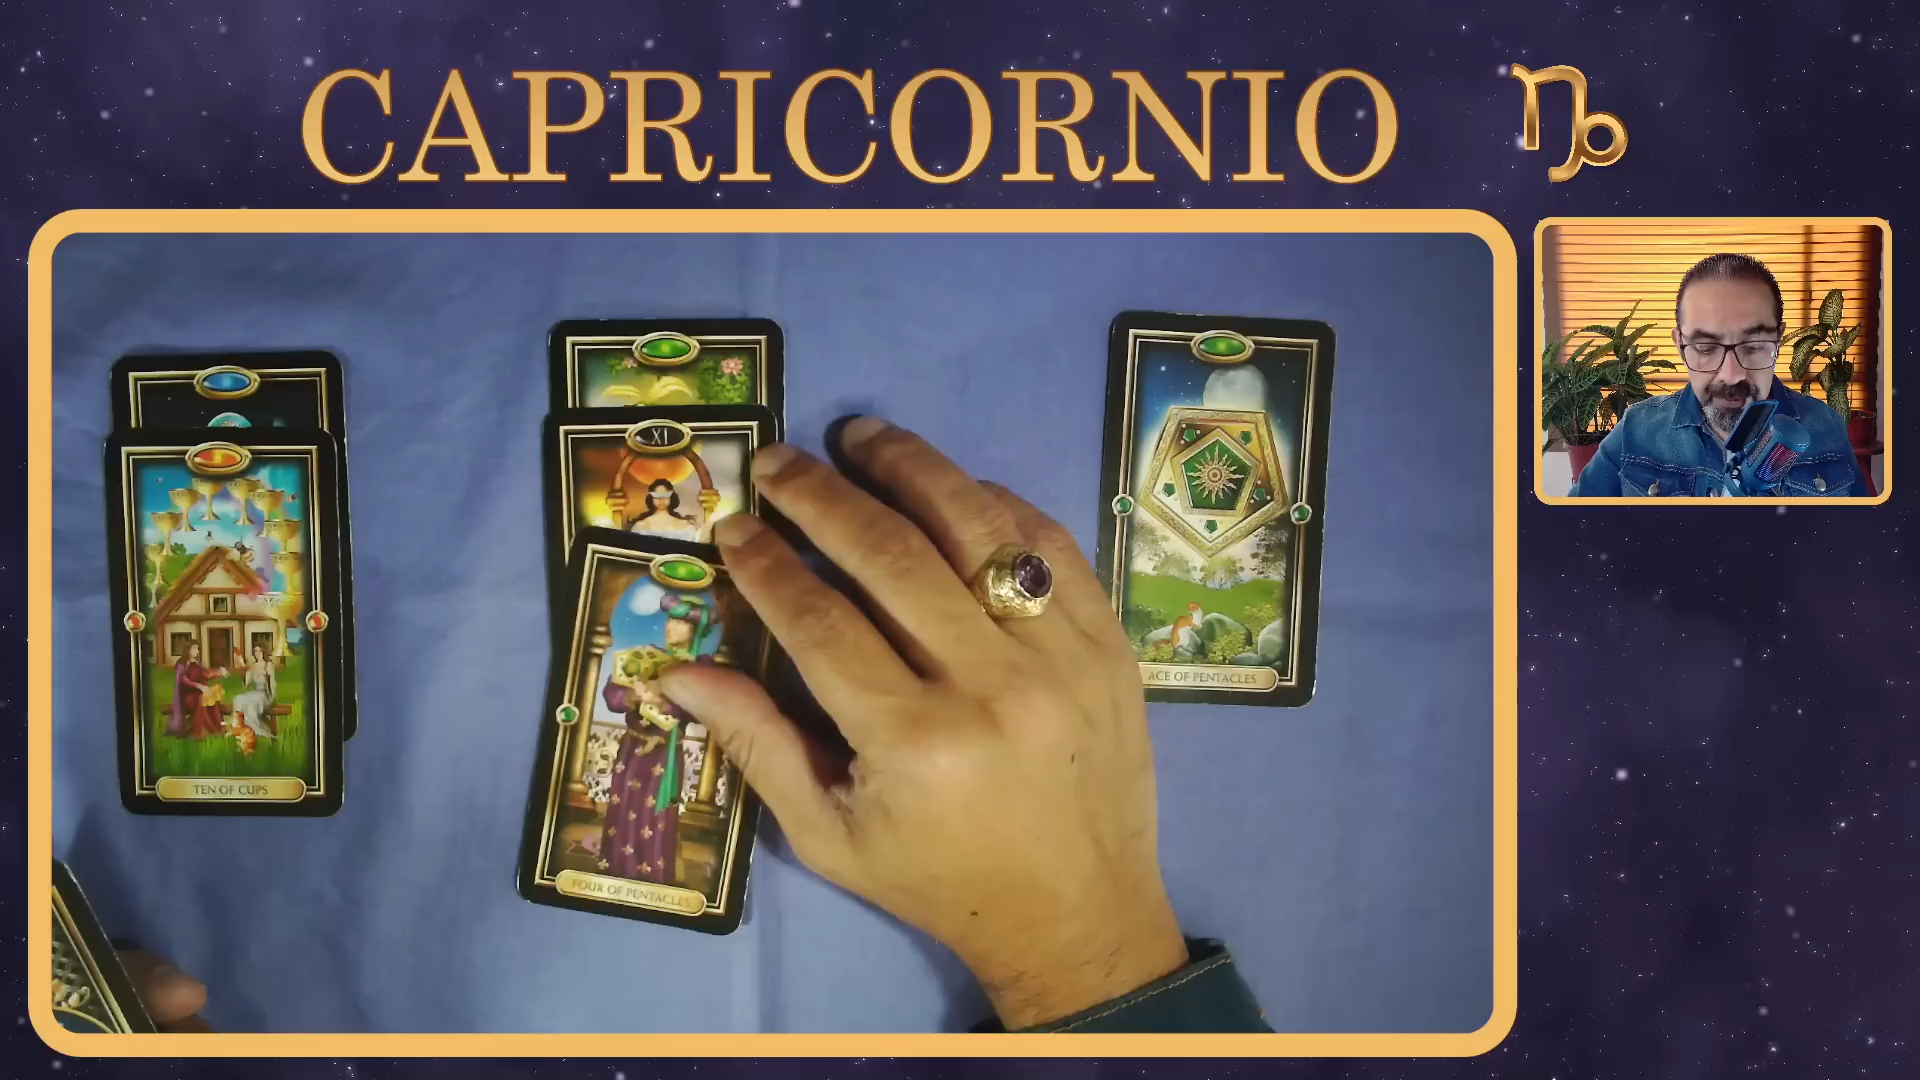 CAPRICORNIO
XI
TEN OF CUPS
FOUR OF PENTACLES
ACE OF PENTACLES